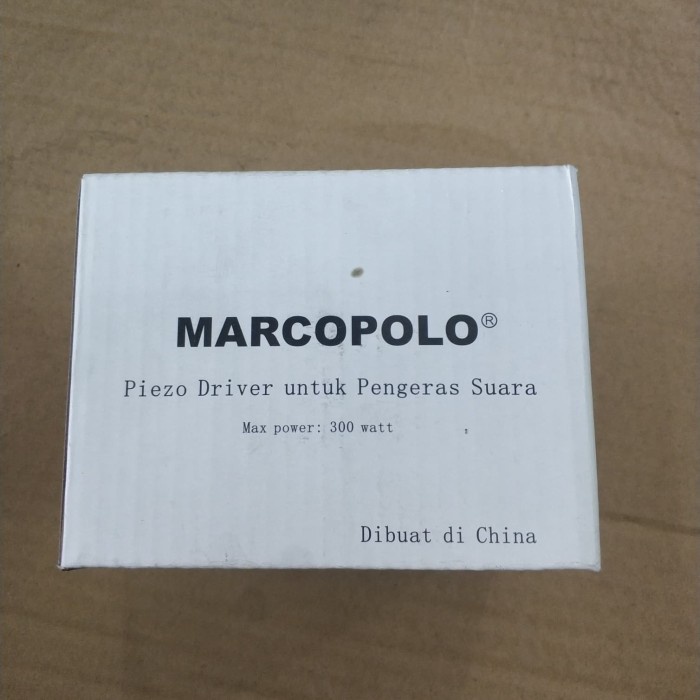 MARCOPOLO®
Piezo Driver untuk Pengeras Suara
Max power: 300 watt ,
Dibuat di China